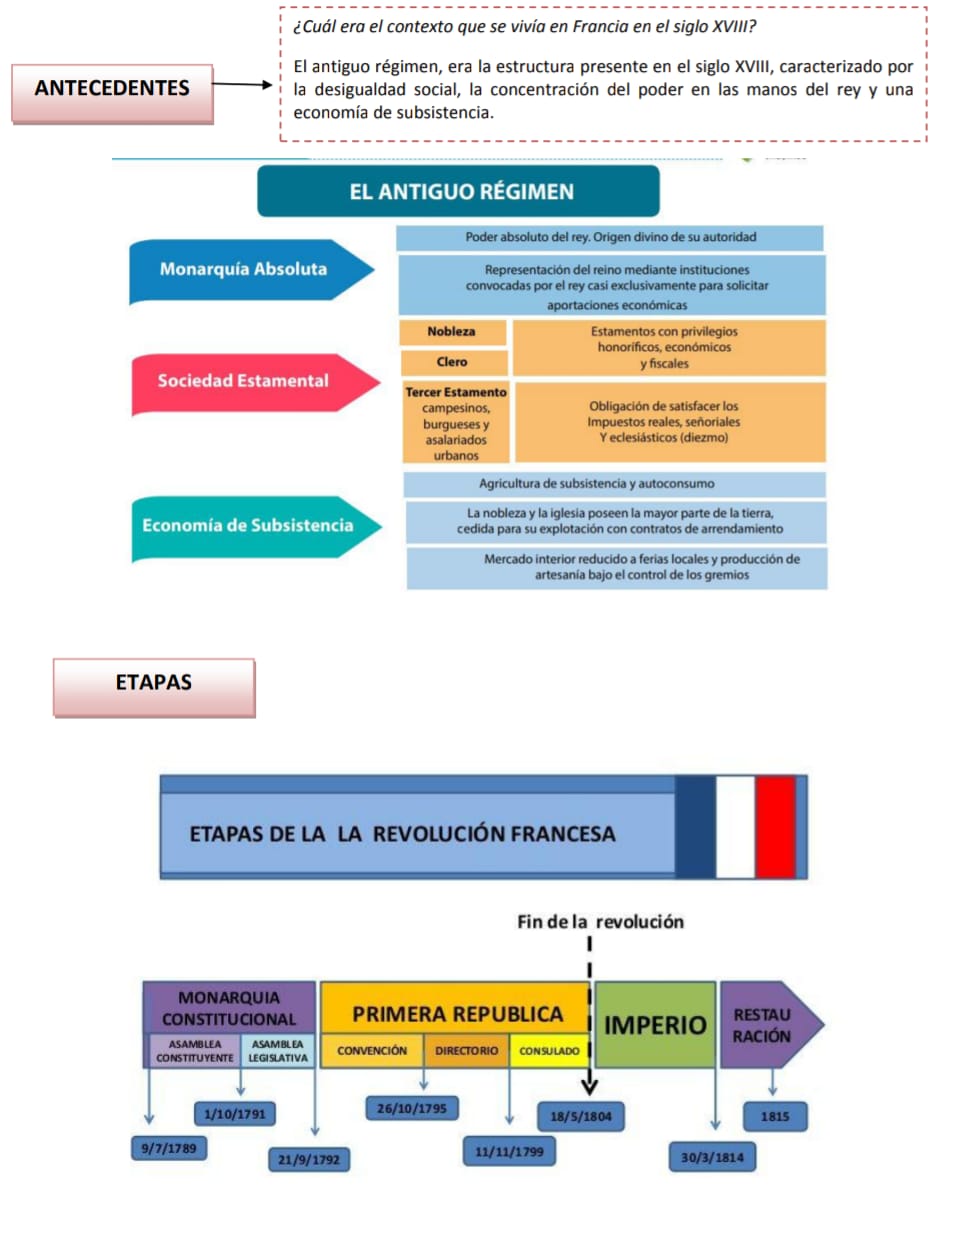 ¿Cuál era el contexto que se vivía en Francia en el siglo XVIII?
ANTECEDENTES
El antiguo régimen, era la estructura presente en el siglo XVIII, caracterizado por
la desigualdad social, la concentración del poder en las manos del rey y una
economía de subsistencia.
EL ANTIGUO RÉGIMEN
Monarquía Absoluta
Poder absoluto del rey. Origen divino de su autoridad
Representación del reino mediante instituciones
convocadas por el rey casi exclusivamente para solicitar
aportaciones económicas
Sociedad Estamental
Nobleza
Clero
Estamentos con privilegios
honoríficos, económicos
y fiscales
Tercer Estamento
campesinos,
burgueses y
asalariados
urbanos
Obligación de satisfacer los
Impuestos reales, señoriales
Y eclesiásticos (diezmo)
Economía de Subsistencia
Agricultura de subsistencia y autoconsumo
La nobleza y la iglesia poseen la mayor parte de la tierra,
cedida para su explotación con contratos de arrendamiento
Mercado interior reducido a ferias locales y producción de
artesanía bajo el control de los gremios
ETAPAS
ETAPAS DE LA LA REVOLUCIÓN FRANCESA
Fin de la revolución
MONARQUIA
CONSTITUCIONAL
ASAMBLEA
CONSTITUYENTE
ASAMBLEA
LEGISLATIVA
PRIMERA REPUBLICA
CONVENCIÓN
DIRECTORIO
CONSULADO
IMPERIO
RESTAU
RACIÓN
9/7/1789
1/10/1791
21/9/1792
26/10/1795
11/11/1799
18/5/1804
30/3/1814
1815